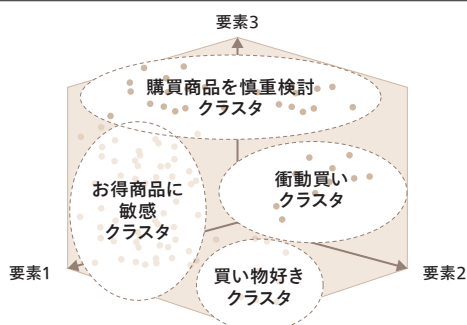 要素3
購買商品を慎重検討
クラスタ
お得商品に
敏感
クラスタ
衝動買い
クラスタ
要素1
買い物好き
クラスタ
要素2